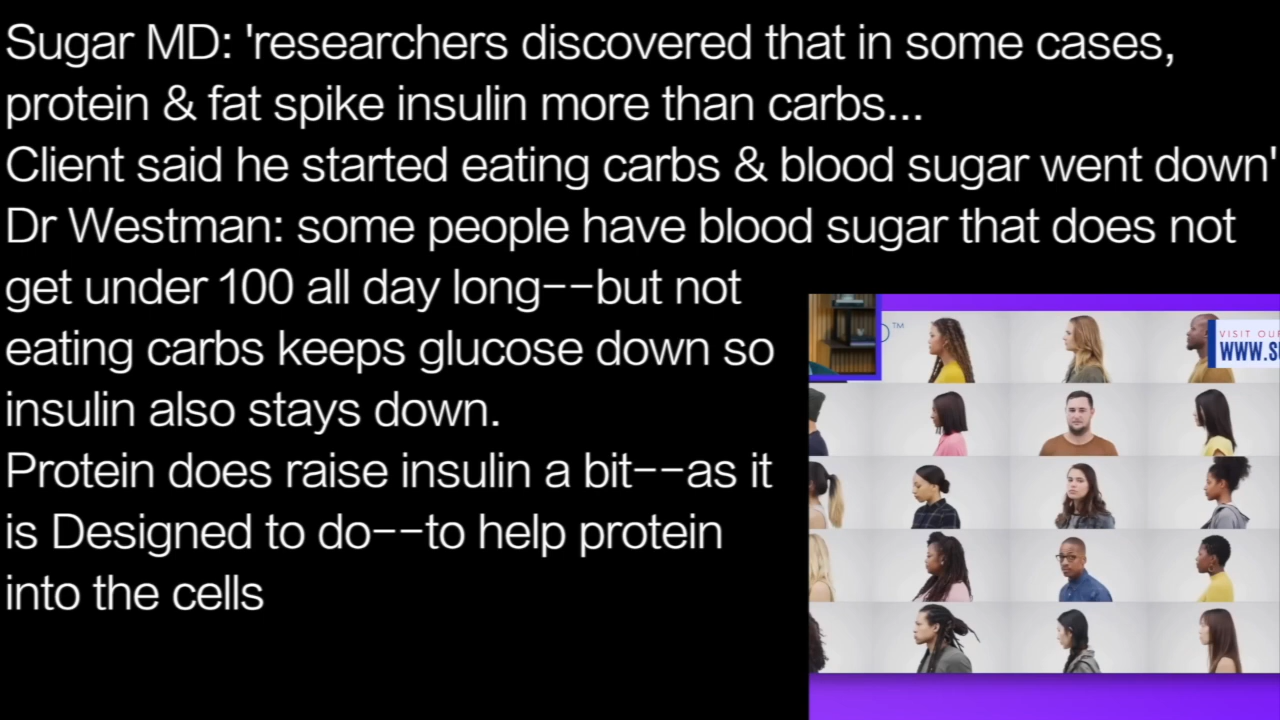 Sugar MD: 'researchers discovered that in some cases,
protein & fat spike insulin more than carbs...
Client said he started eating carbs & blood sugar went down'
Dr Westman: some people have blood sugar that does not
get under 100 all day long--but not
eating carbs keeps glucose down so
insulin also stays down.
Protein does raise insulin a bit--as it
is Designed to do--to help protein
into the cells
TM
VISIT OU
WWW.S